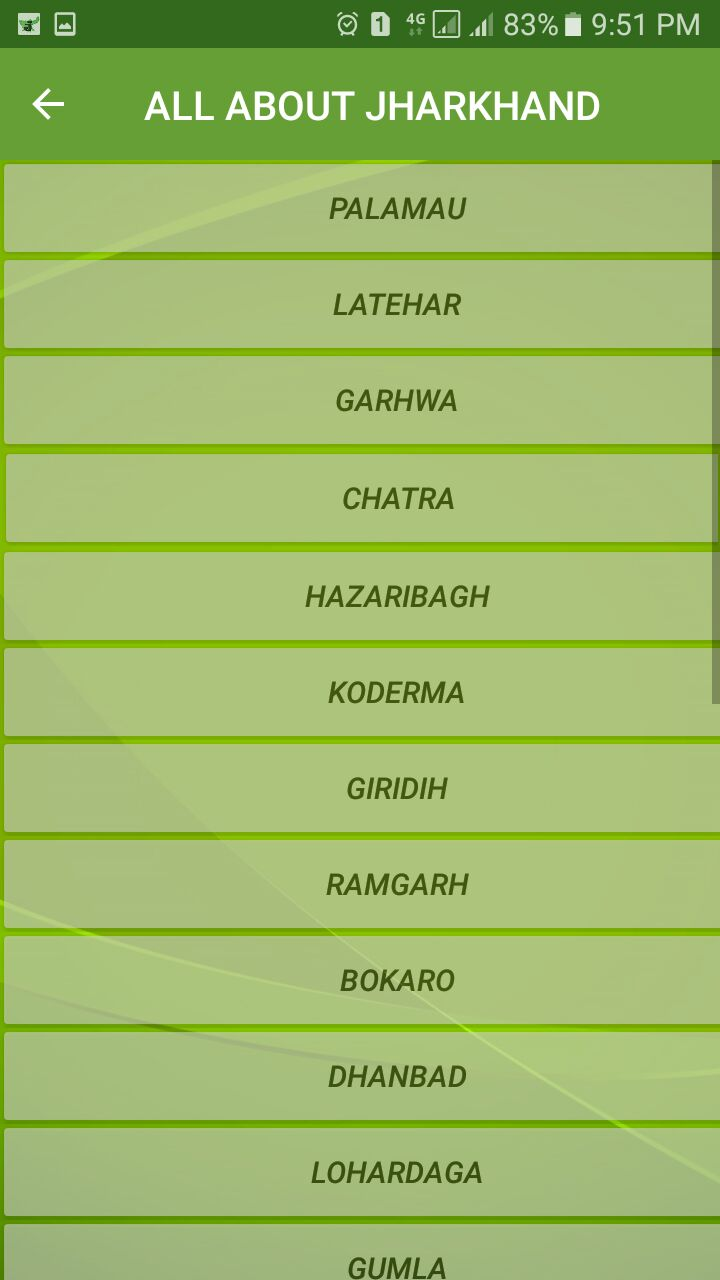 1 4G 83% 9:51 PM
ALL ABOUT JHARKHAND
PALAMAU
LATEHAR
GARHWA
CHATRA
HAZARIBAGH
KODERMA
GIRIDIH
RAMGARH
BOKARO
DHANBAD
LOHARDAGA
GUMLA